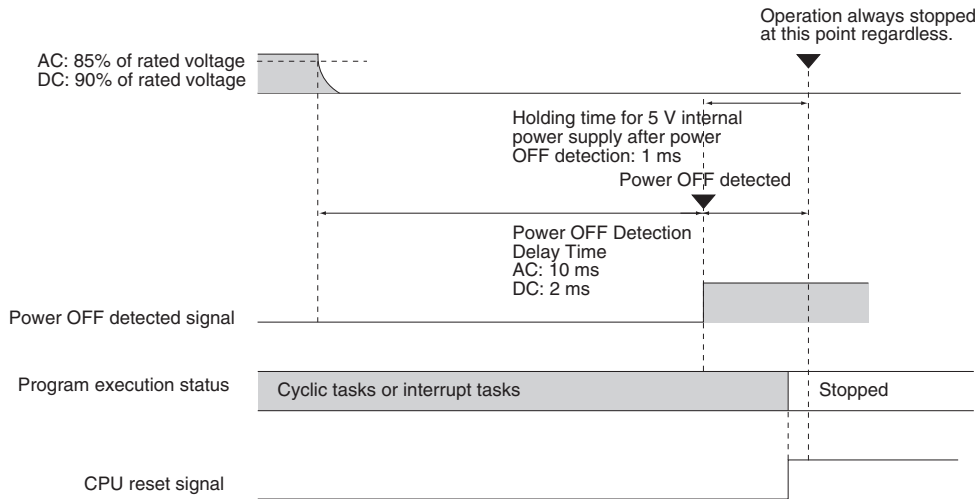 Operation always stopped
at this point regardless.
AC: 85% of rated voltage
DC: 90% of rated voltage
Holding time for 5 V internal
power supply after power
OFF detection: 1 ms
Power OFF detected
Power OFF Detection
Delay Time
AC: 10 ms
DC: 2 ms
Power OFF detected signal
Program execution status
Cyclic tasks or interrupt tasks
Stopped
CPU reset signal